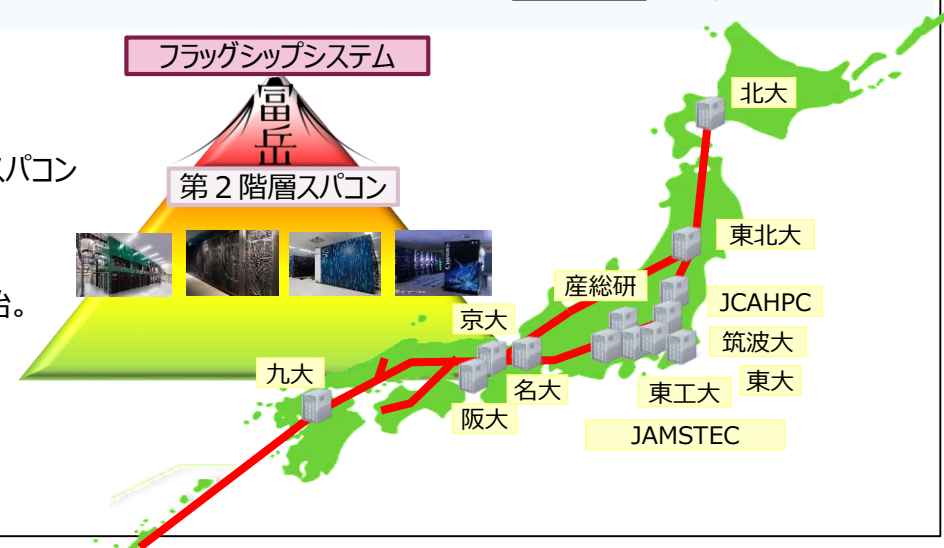 フラッグシップシステム
富岳
スパコン
第2階層スパコン
治。
北大
東北大
産総研
JCAHPC
京大
筑波大
九大
名大
東工大
東大
阪大
JAMSTEC